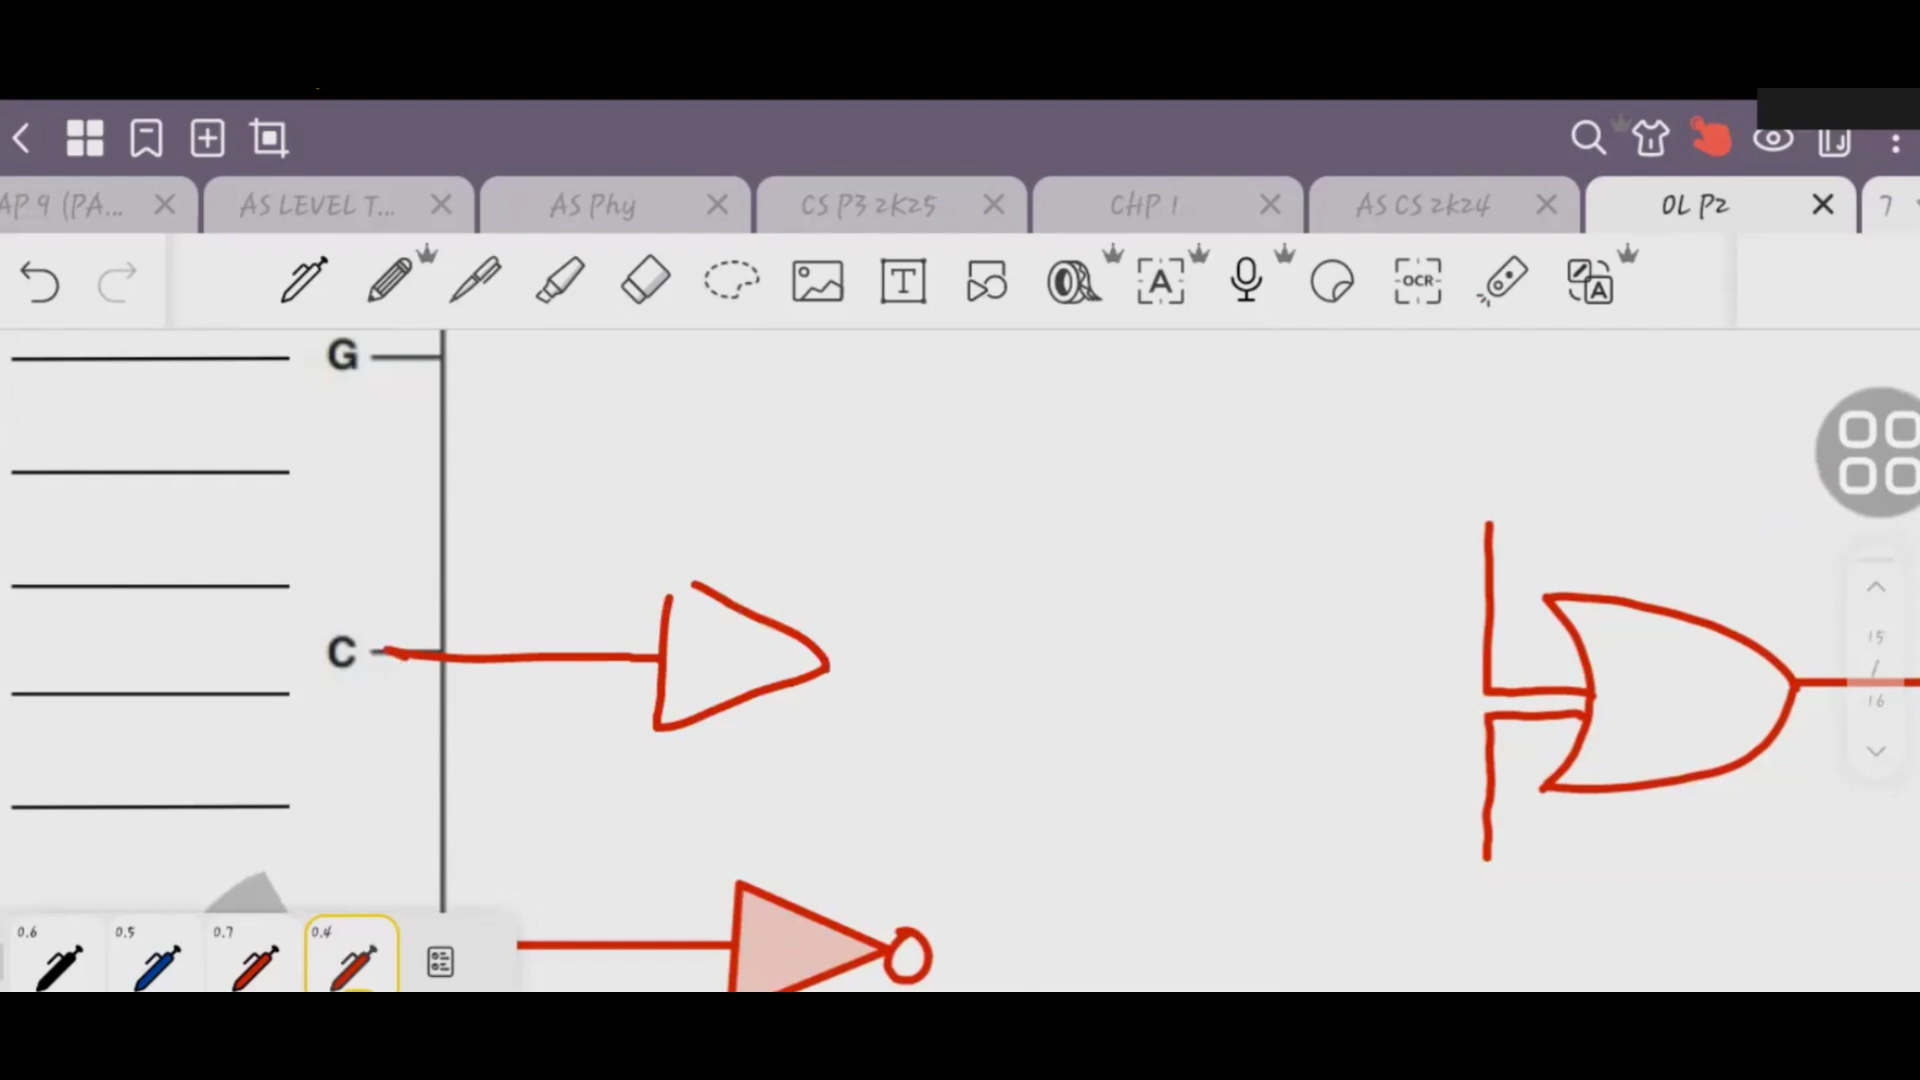 AP 9 (PA...
AS LEVEL T...
AS Phy
CS P3 2K25
CHP 1
AS CS 2K24
OL P2
7
T
A
OCR
A
G
C
15
/
16
0.6
0.5
0.7
0.4